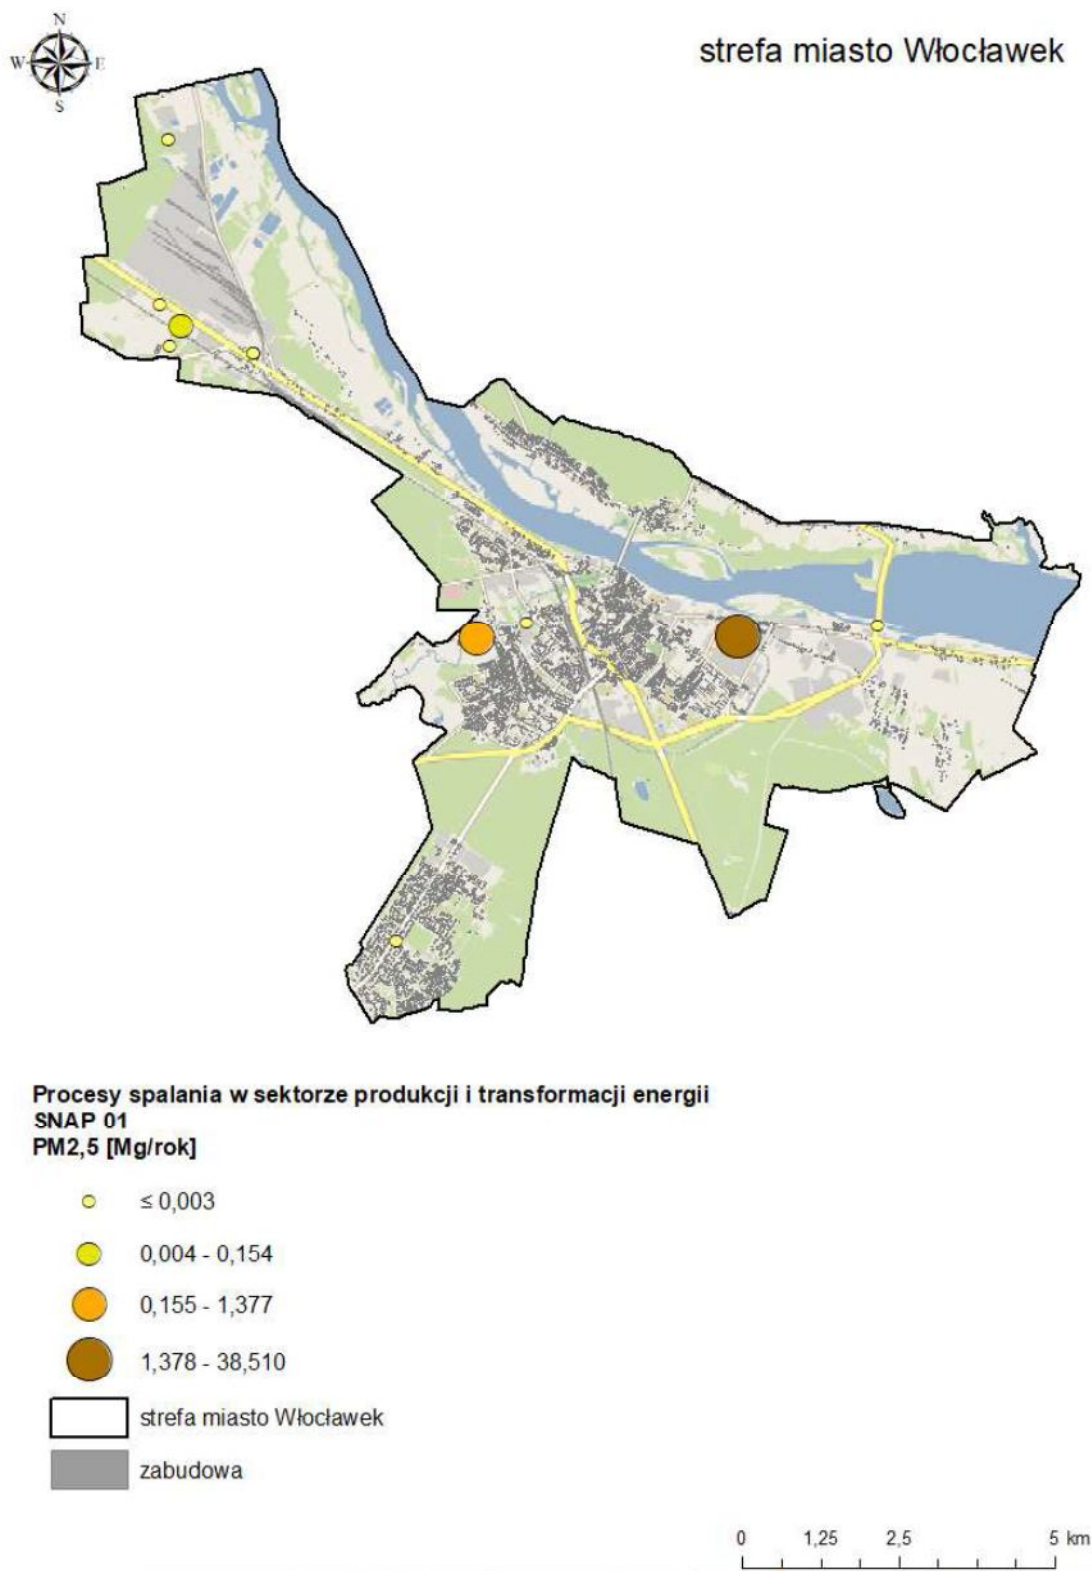 N
W E
S
strefa miasto Włocławek
Procesy spalania w sektorze produkcji i transformacji energii
SNAP 01
PM2,5 [Mg/rok]
≤ 0,003
0,004 - 0,154
0,155 - 1,377
1,378 - 38,510
strefa miasto Włocławek
zabudowa
0 1,25 2,5 5 km